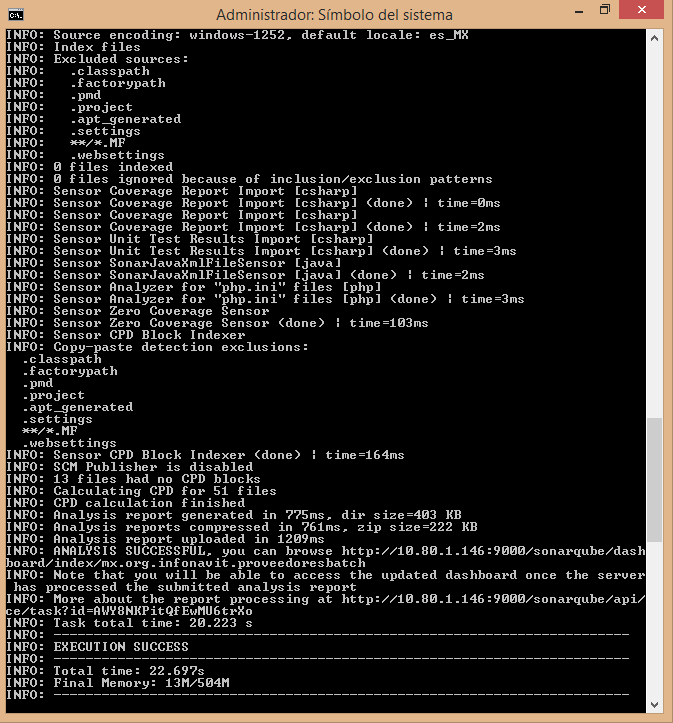 Administrador: Símbolo del sistema
INFO: Source encoding: windows-1252, default locale: es_MX
INFO: Index files
INFO: Excluded sources:
INFO:   .classpath
INFO:   .factorypath
INFO:   .pmd
INFO:   .project
INFO:   .apt_generated
INFO:   .settings
INFO:   **/*.MF
INFO:   .websettings
INFO: 0 files indexed
INFO: 0 files ignored because of inclusion/exclusion patterns
INFO: Sensor Coverage Report Import [csharp]
INFO: Sensor Coverage Report Import [csharp] (done) | time=0ms
INFO: Sensor Coverage Report Import [csharp]
INFO: Sensor Coverage Report Import [csharp] (done) | time=2ms
INFO: Sensor Unit Test Results Import [csharp]
INFO: Sensor Unit Test Results Import [csharp] (done) | time=3ms
INFO: Sensor SonarJavaXmlFileSensor [java]
INFO: Sensor SonarJavaXmlFileSensor [java] (done) | time=2ms
INFO: Sensor Analyzer for "php.ini" files [php]
INFO: Sensor Analyzer for "php.ini" files [php] (done) | time=3ms
INFO: Sensor Zero Coverage Sensor
INFO: Sensor Zero Coverage Sensor (done) | time=103ms
INFO: Sensor CPD Block Indexer
INFO: Copy-paste detection exclusions:
  .classpath
  .factorypath
  .pmd
  .project
  .apt_generated
  .settings
  **/*.MF
  .websettings
INFO: Sensor CPD Block Indexer (done) | time=164ms
INFO: SCM Publisher is disabled
INFO: 13 files had no CPD blocks
INFO: Calculating CPD for 51 files
INFO: CPD calculation finished
INFO: Analysis report generated in 775ms, dir size=403 KB
INFO: Analysis reports compressed in 761ms, zip size=222 KB
INFO: Analysis report uploaded in 1209ms
INFO: ANALYSIS SUCCESSFUL, you can browse http://10.80.1.146:9000/sonarqube/dash
board/index/mx.org.infonavit.proveedoresbatch
INFO: Note that you will be able to access the updated dashboard once the server
 has processed the submitted analysis report
INFO: More about the report processing at http://10.80.1.146:9000/sonarqube/api/
ce/task?id=AWY8NKPitQfEwMU6trXo
INFO: Task total time: 20.223 s
INFO: ------------------------------------------------------------------------
INFO: EXECUTION SUCCESS
INFO: ------------------------------------------------------------------------
INFO: Total time: 22.697s
INFO: Final Memory: 13M/504M
INFO: ------------------------------------------------------------------------